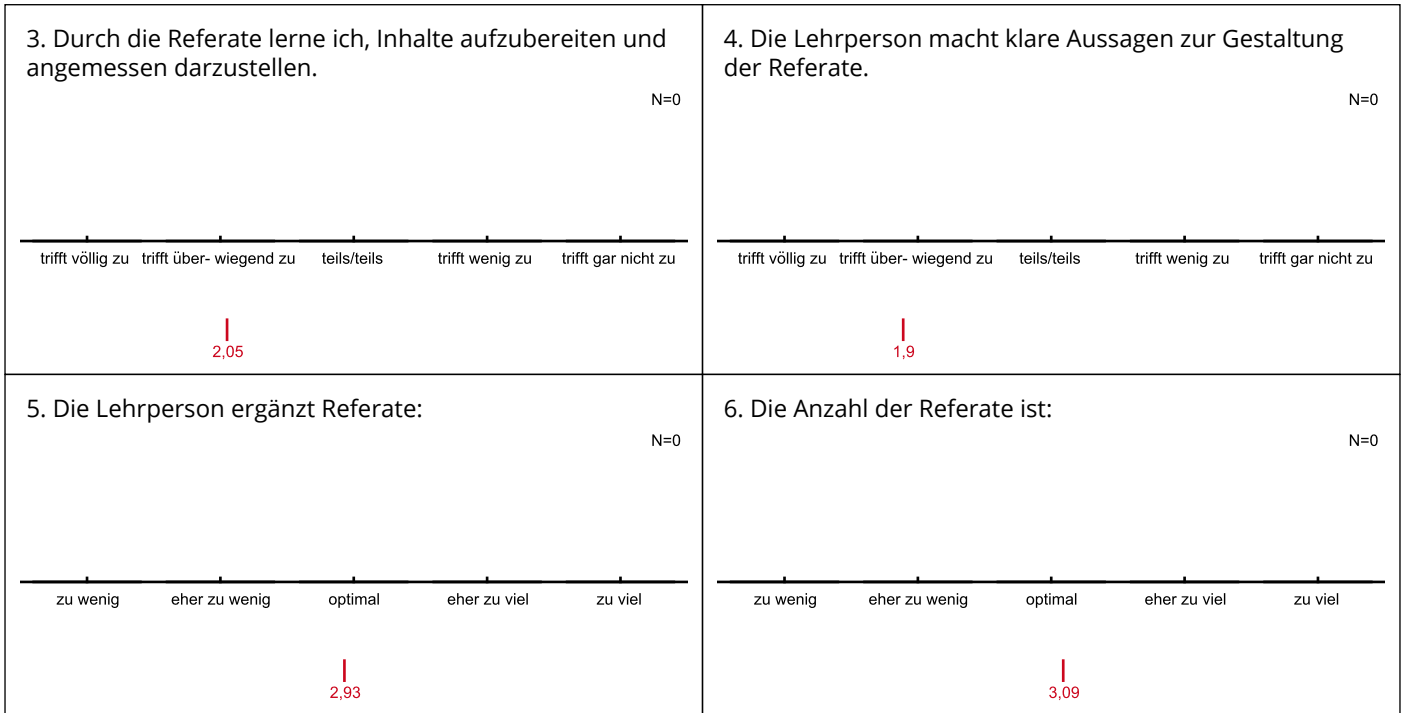 3. Durch die Referate lerne ich, Inhalte aufzubereiten und
angemessen darzustellen.
N=0
trifft völlig zu trifft über- wiegend zu teils/teils trifft wenig zu trifft gar nicht zu
2,05
4. Die Lehrperson macht klare Aussagen zur Gestaltung
der Referate.
N=0
trifft völlig zu trifft über- wiegend zu teils/teils trifft wenig zu trifft gar nicht zu
1,9
5. Die Lehrperson ergänzt Referate:
N=0
zu wenig eher zu wenig optimal eher zu viel zu viel
2,93
6. Die Anzahl der Referate ist:
N=0
zu wenig eher zu wenig optimal eher zu viel zu viel
3,09